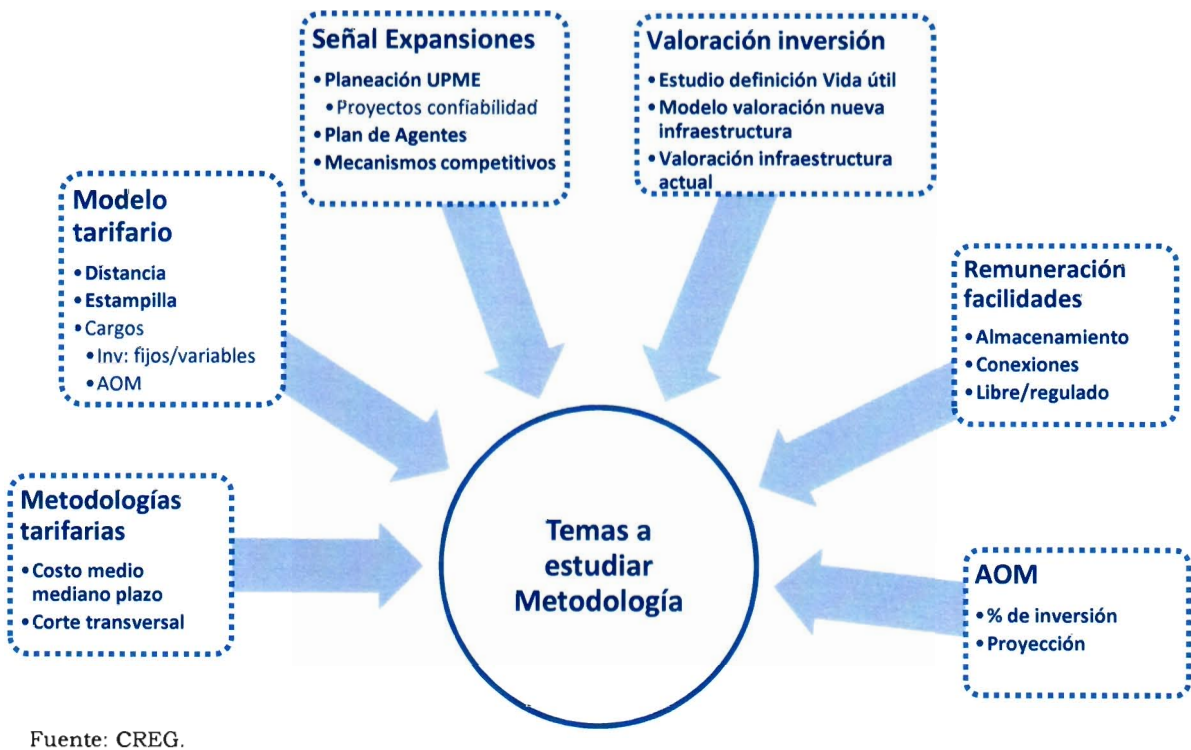 Señal Expansiones
•Planeación UPME
•Proyectos confiabilidad
•Plan de Agentes
•Mecanismos competitivos
Valoración inversión
•Estudio definición Vida útil
•Modelo valoración nueva
infraestructura
•Valoración infraestructura
actual
Modelo
tarifario
•Distancia
•Estampilla
•Cargos
•Inv: fijos/variables
•AOM
Remuneración
facilidades
•Almacenamiento
•Conexiones
•Libre/regulado
Metodologías
tarifarias
•Costo medio
mediano plazo
•Corte transversal
Temas a
estudiar
Metodología
AOM
•% de inversión
•Proyección
Fuente: CREG.